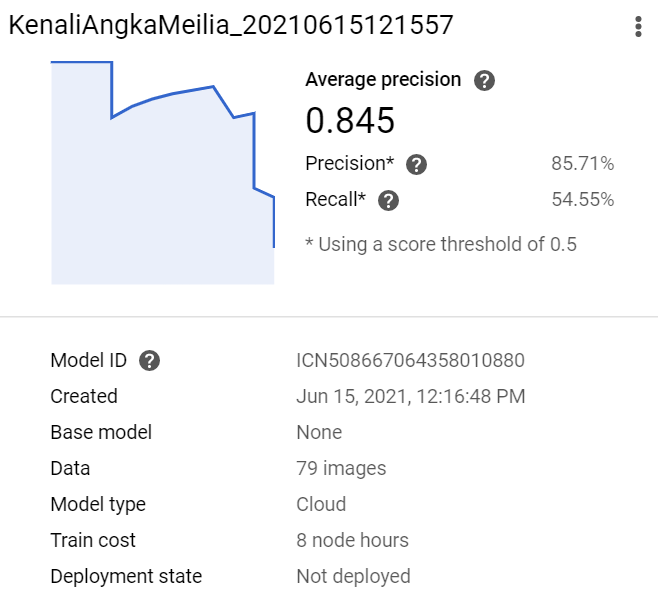 KenaliAngkaMeilia_20210615121557
Average precision ?
0.845
Precision* ? 85.71%
Recall* ? 54.55%
* Using a score threshold of 0.5
Model ID ? ICN508667064358010880
Created Jun 15, 2021, 12:16:48 PM
Base model None
Data 79 images
Model type Cloud
Train cost 8 node hours
Deployment state Not deployed